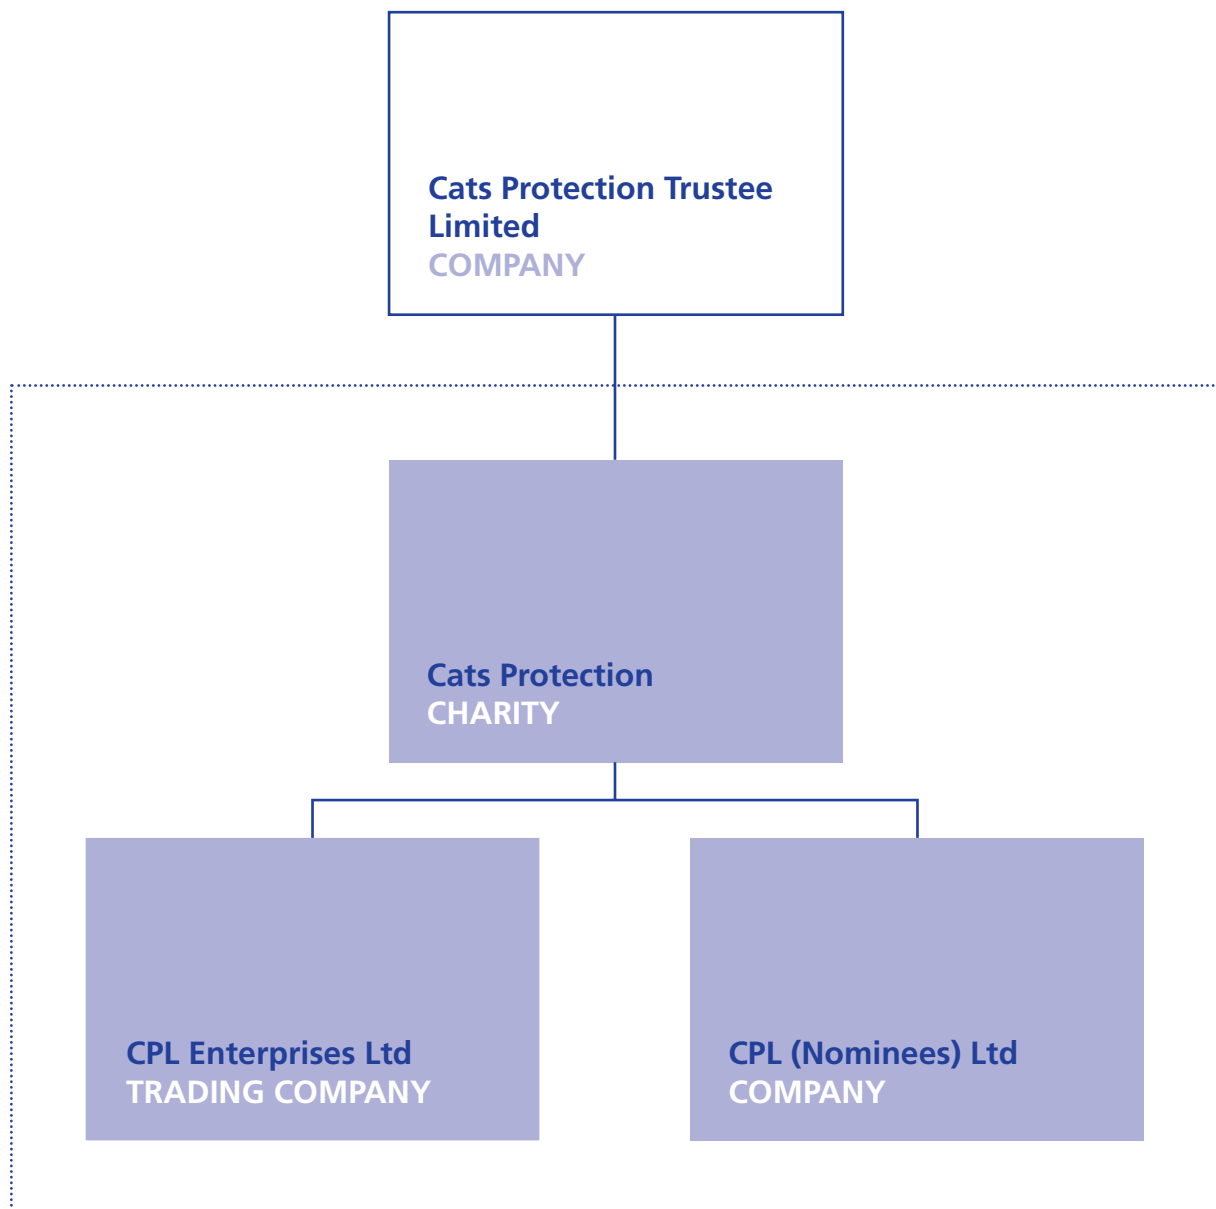 Cats Protection Trustee
Limited
COMPANY
Cats Protection
CHARITY
CPL Enterprises Ltd
TRADING COMPANY
CPL (Nominees) Ltd
COMPANY